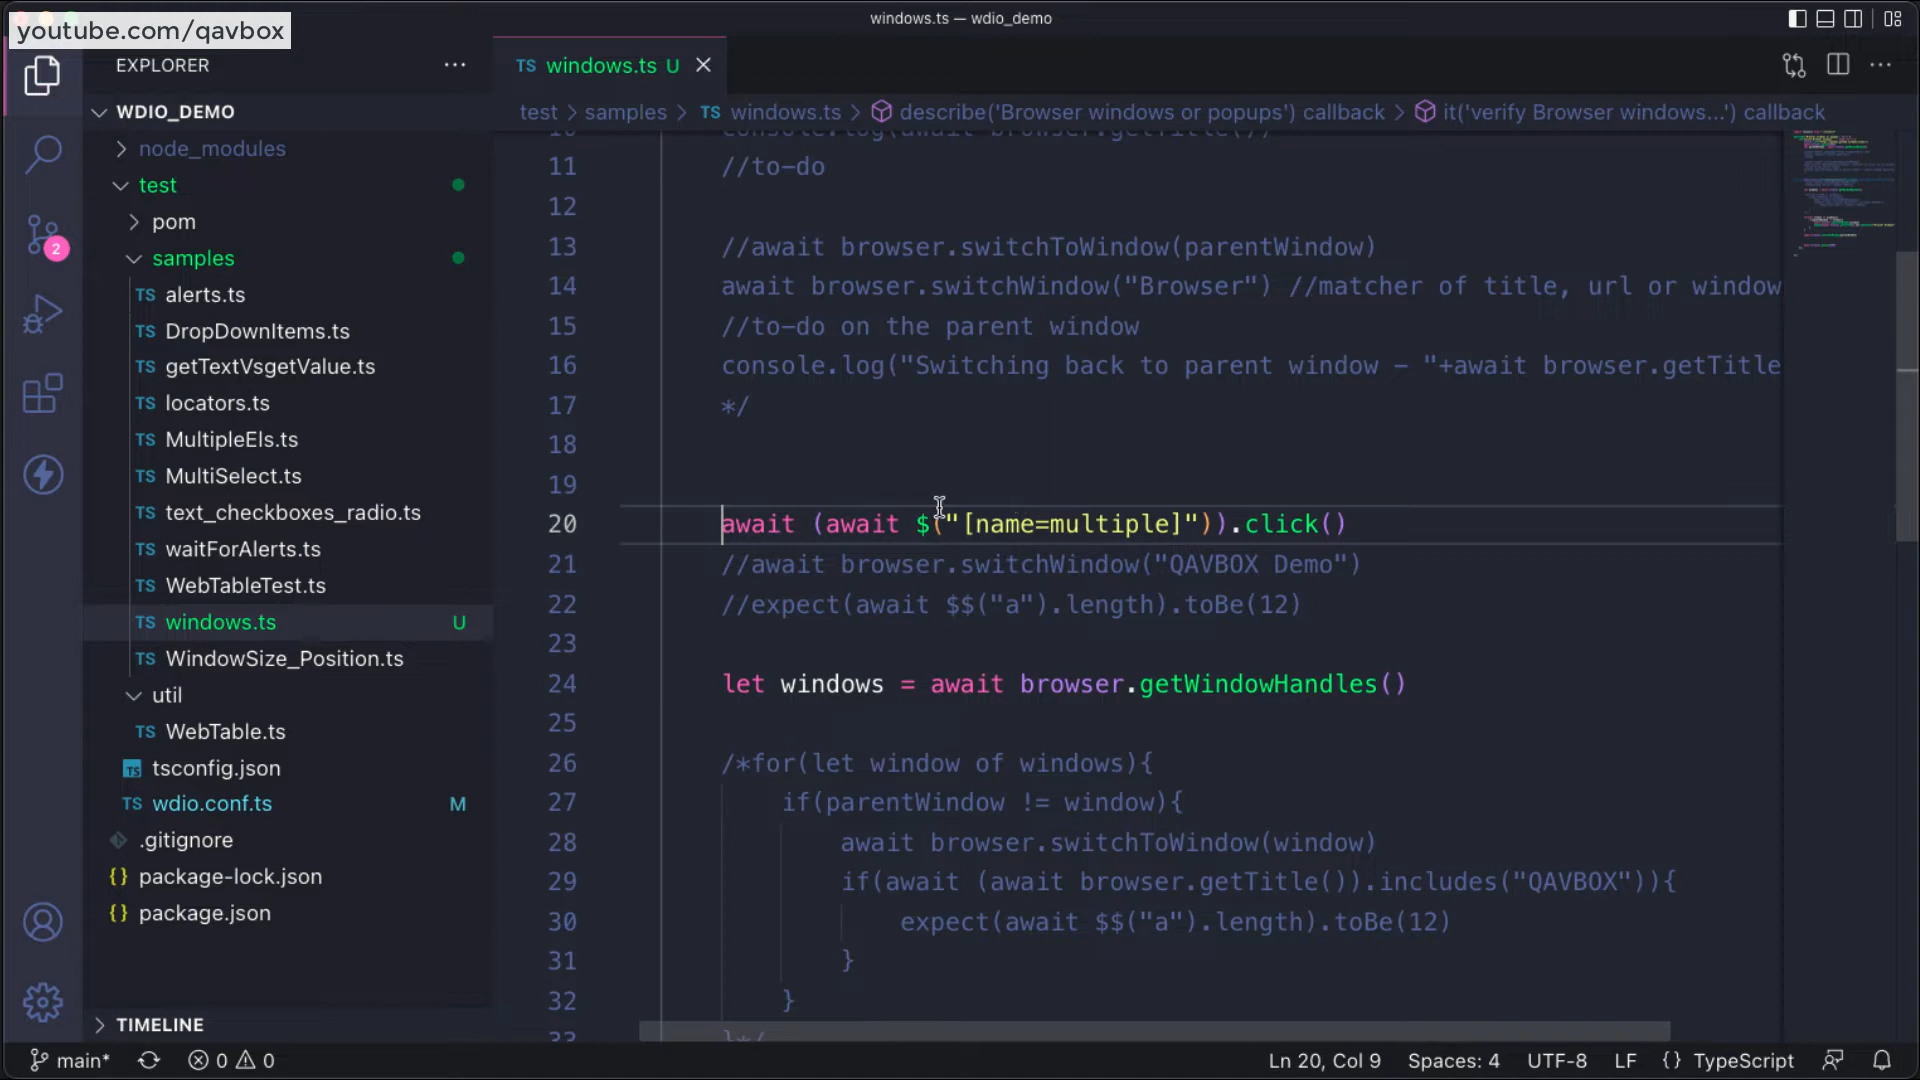 windows.ts — wdio_demo
youtube.com/qavbox
EXPLORER
WDIO_DEMO
node_modules
test
pom
samples
TS alerts.ts
TS DropDownItems.ts
TS getTextVsgetValue.ts
TS locators.ts
TS MultipleEls.ts
TS MultiSelect.ts
TS text_checkboxes_radio.ts
TS waitForAlerts.ts
TS WebTableTest.ts
TS windows.ts U
TS WindowSize_Position.ts
util
TS WebTable.ts
TS tsconfig.json
TS wdio.conf.ts M
.gitignore
{} package-lock.json
{} package.json
TIMELINE
2
TS windows.ts U
test > samples > TS windows.ts > describe('Browser windows or popups') callback > it('verify Browser windows...') callback
10 console.log(await browser.getTitle())
11 //to-do
12
13 //await browser.switchToWindow(parentWindow)
14 await browser.switchWindow("Browser") //matcher of title, url or window
15 //to-do on the parent window
16 console.log("Switching back to parent window - "+await browser.getTitle
17 */
18
19
20 await (await $("[name=multiple]")).click()
21 //await browser.switchWindow("QAVBOX Demo")
22 //expect(await $$("a").length).toBe(12)
23
24 let windows = await browser.getWindowHandles()
25
26 /*for(let window of windows){
27 if(parentWindow != window){
28 await browser.switchToWindow(window)
29 if(await (await browser.getTitle()).includes("QAVBOX")){
30 expect(await $$("a").length).toBe(12)
31 }
32 }
33 }*/
main* 0 0
Ln 20, Col 9 Spaces: 4 UTF-8 LF {} TypeScript